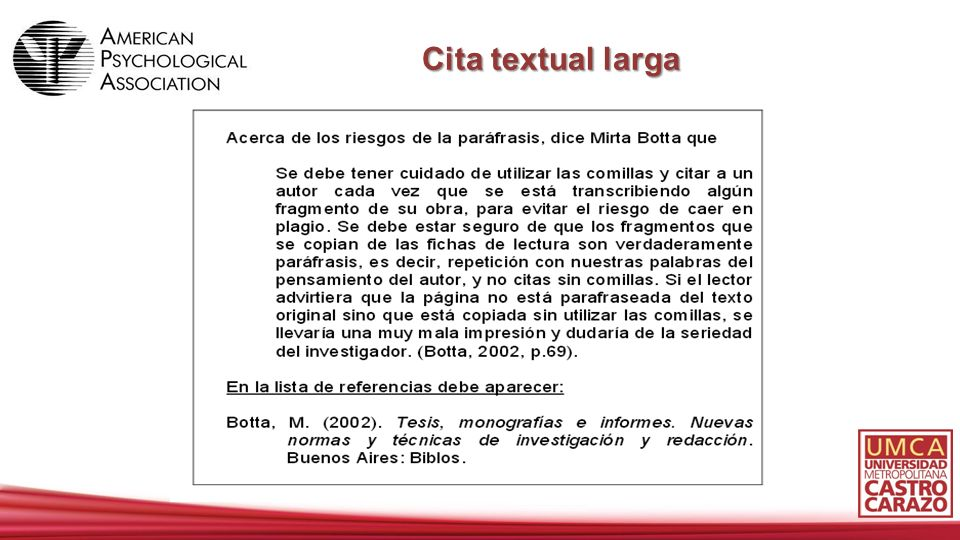 AMERICAN
PSYCHOLOGICAL
ASSOCIATION
Cita textual larga
Acerca de los riesgos de la paráfrasis, dice Mirta Botta que
Se debe tener cuidado de utilizar las comillas y citar a un
autor cada vez que se está transcribiendo algún
fragmento de su obra, para evitar el riesgo de caer en
plagio. Se debe estar seguro de que los fragmentos que
se copian de las fichas de lectura son verdaderamente
paráfrasis, es decir, repetición con nuestras palabras del
pensamiento del autor, y no citas sin comillas. Si el lector
advirtiera que la página no está parafraseada del texto
original sino que está copiada sin utilizar las comillas, se
llevaría una muy mala impresión y dudaría de la seriedad
del investigador. (Botta, 2002, p.69).
En la lista de referencias debe aparecer:
Botta, M. (2002). Tesis, monografías e informes. Nuevas
normas y técnicas de investigación y redacción.
Buenos Aires: Biblos.
UMCA
UNIVERSIDAD
METROPOLITANA
CASTRO
CARAZO